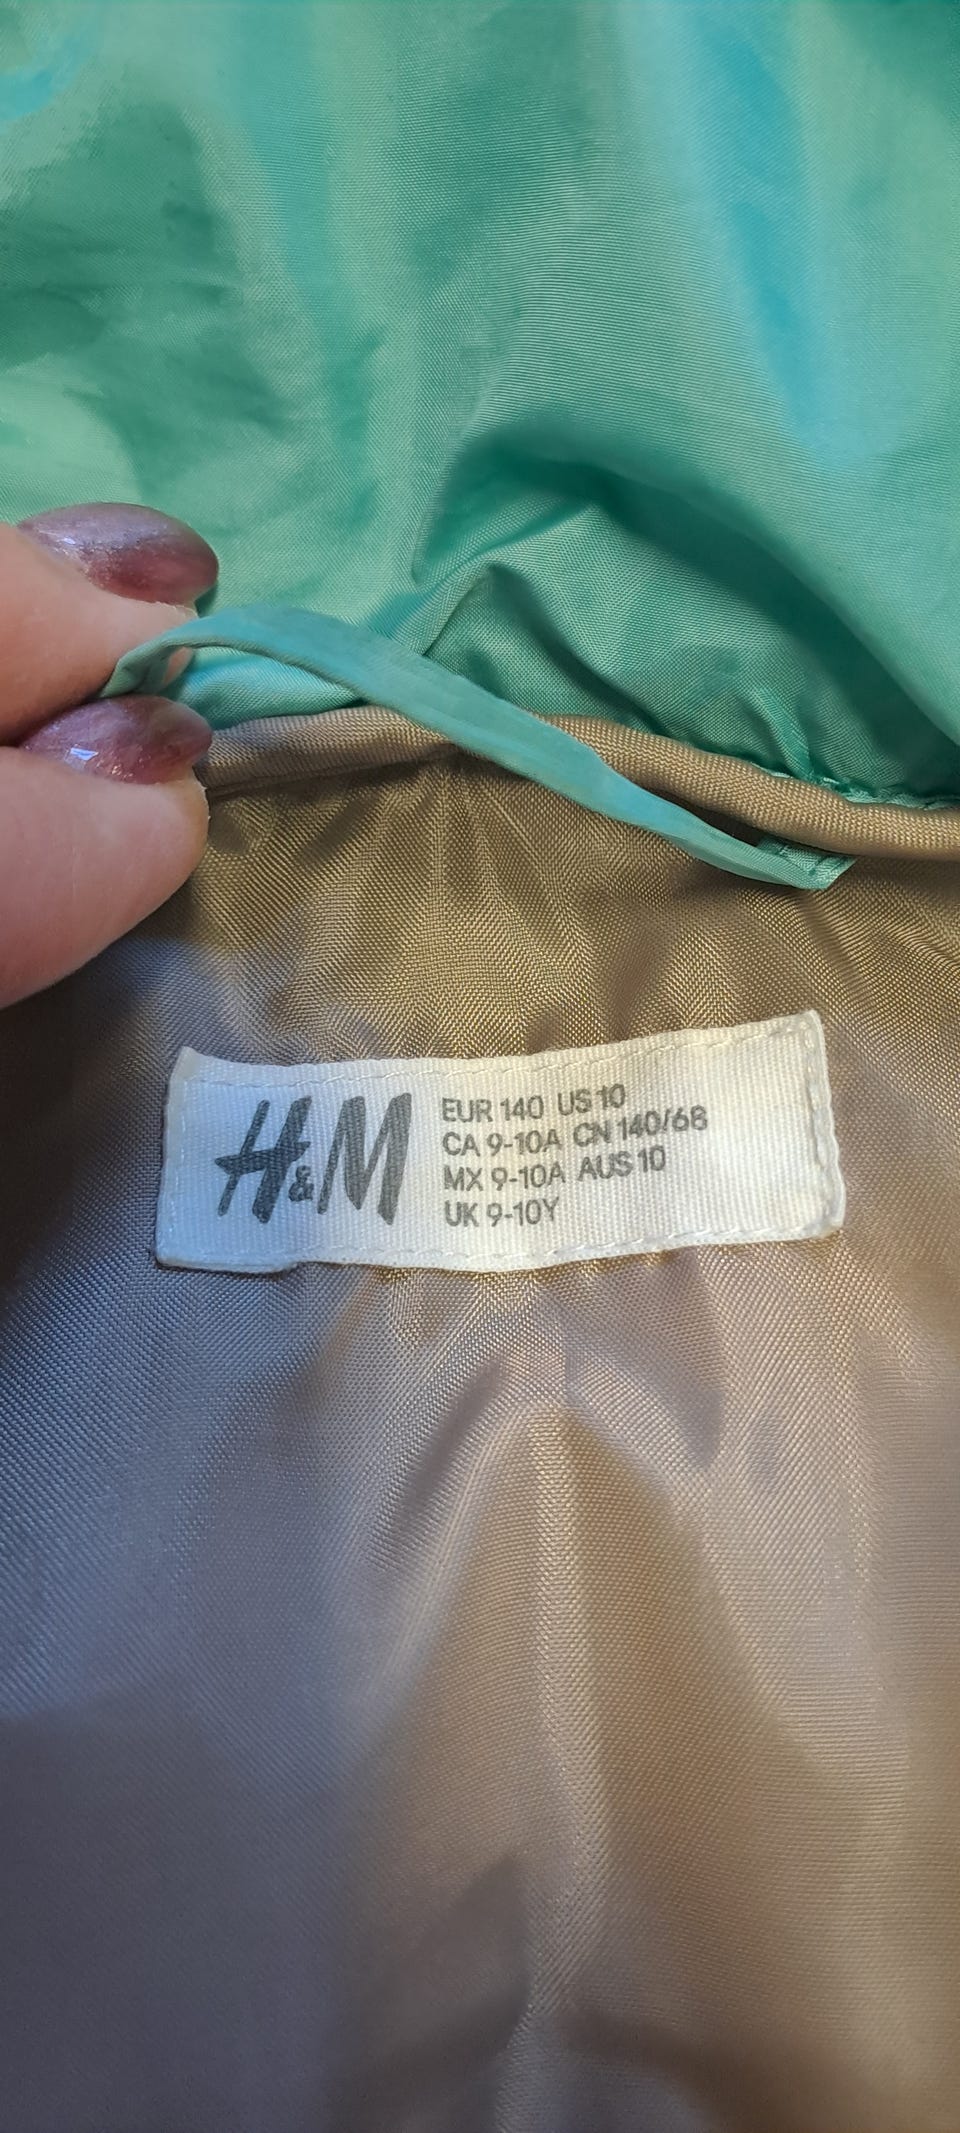 H&M
EUR 140 US 10
CA 9-10A CN 140/68
MX 9-10A AUS 10
UK 9-10Y